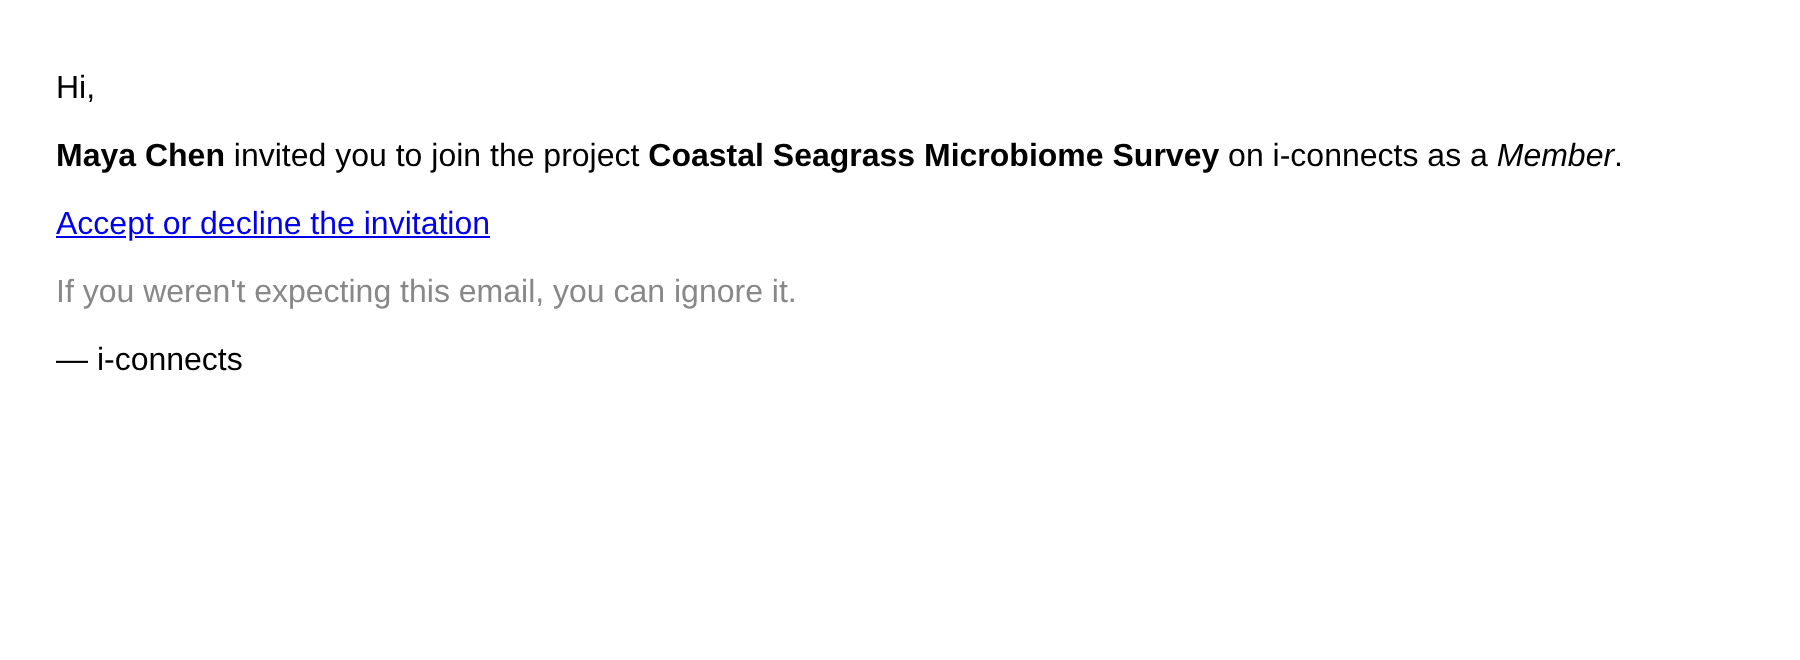 Hi,
Maya Chen invited you to join the project Coastal Seagrass Microbiome Survey on i-connects as a Member.
Accept or decline the invitation
If you weren't expecting this email, you can ignore it.
— i-connects